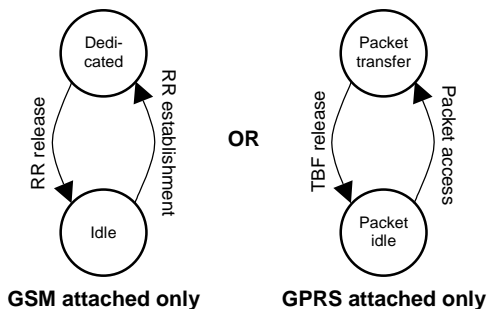 Dedi-
cated
RR release
RR establishment
Idle
GSM attached only
OR
Packet
transfer
TBF release
Packet access
Packet
idle
GPRS attached only